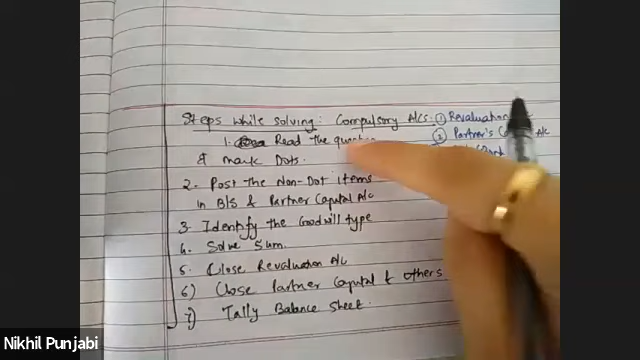 Steps while solving: Compulsory A/Cs. ① Revaluation
1. Read the question ② Partner's A/C
& mark Dots.
2. Post the Non-Dot items
in B/S & Partner Capital A/c
3. Identify the Goodwill type
4. Solve Sum.
5. Close Revaluation A/c
6) Close Partner Capital & Others
7) Tally Balance Sheet.
Nikhil Punjabi